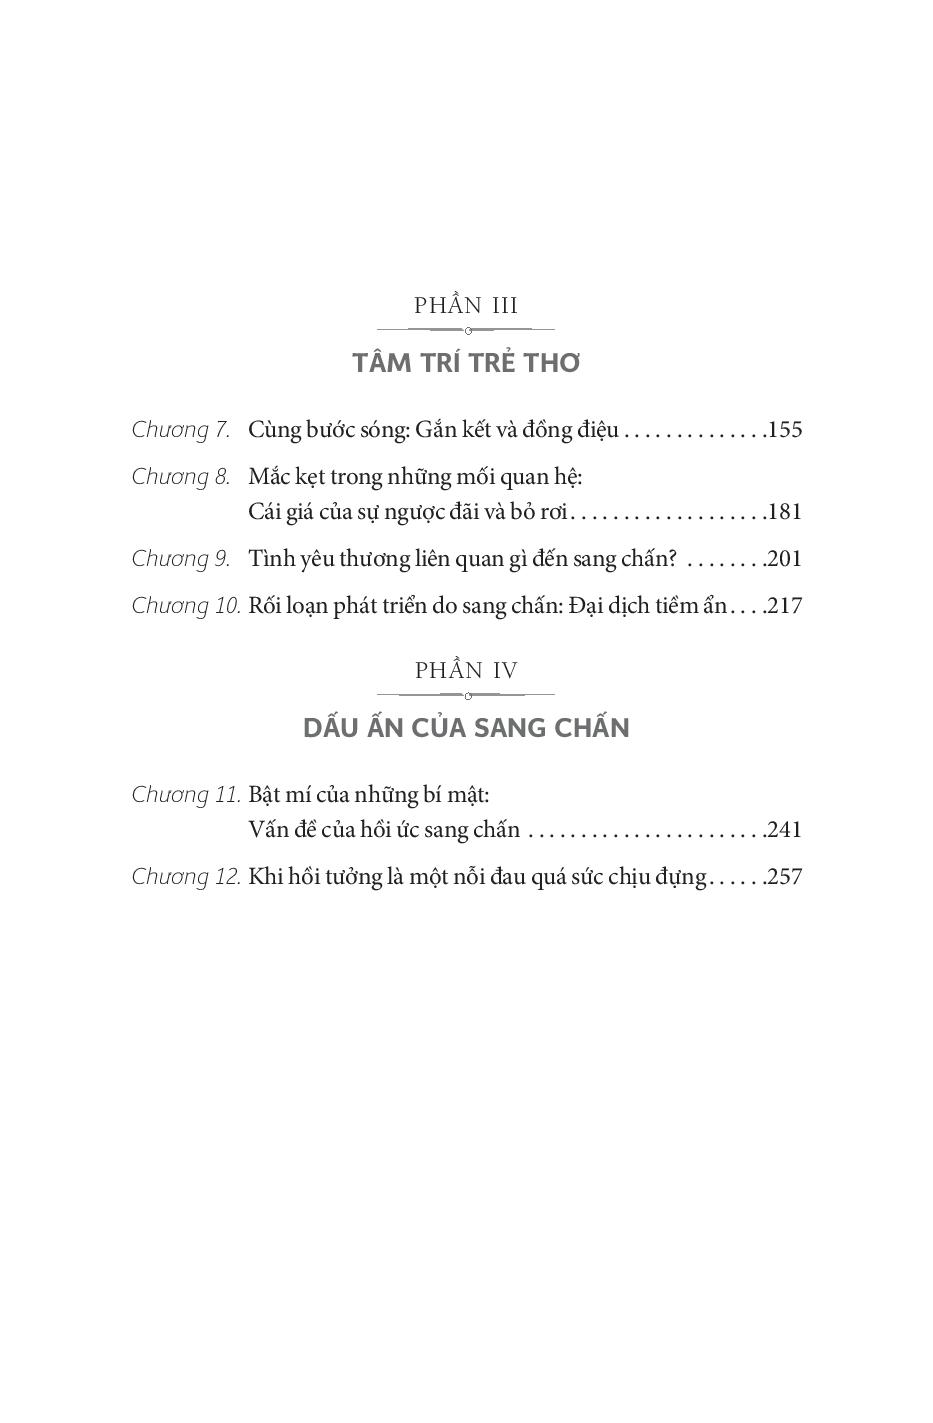 PHẦN III
TÂM TRÍ TRẺ THƠ
Chương 7. Cùng bước sóng: Gắn kết và đồng điệu . . . . . . . . . . . . . .155
Chương 8. Mắc kẹt trong những mối quan hệ:
Cái giá của sự ngược đãi và bỏ rơi. . . . . . . . . . . . . . . . . . .181
Chương 9. Tình yêu thương liên quan gì đến sang chấn? . . . . . . . .201
Chương 10. Rối loạn phát triển do sang chấn: Đại dịch tiềm ẩn. . . .217
PHẦN IV
DẤU ẤN CỦA SANG CHẤN
Chương 11. Bật mí của những bí mật:
Vấn đề của hồi ức sang chấn . . . . . . . . . . . . . . . . . . . . . . .241
Chương 12. Khi hồi tưởng là một nỗi đau quá sức chịu đựng. . . . . .257